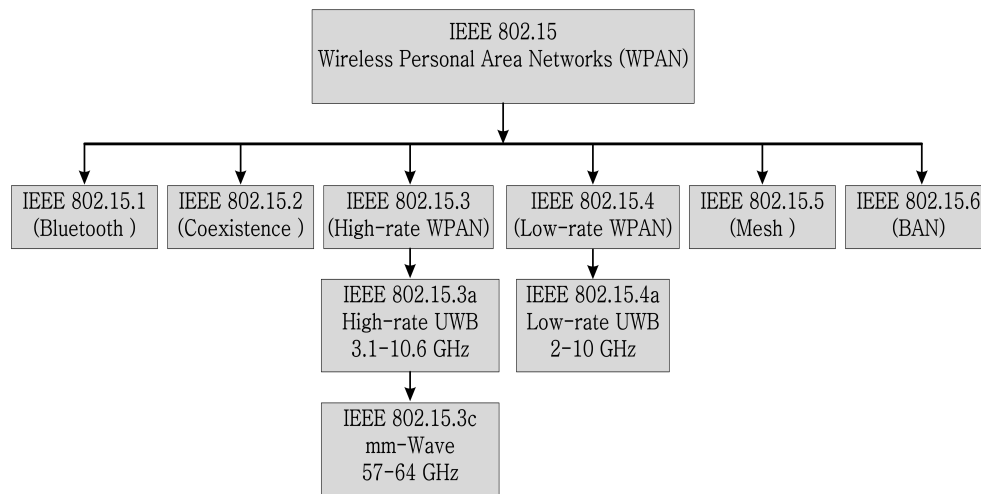 IEEE 802.15
Wireless Personal Area Networks (WPAN)
IEEE 802.15.1
(Bluetooth )
IEEE 802.15.2
(Coexistence )
IEEE 802.15.3
(High-rate WPAN)
IEEE 802.15.4
(Low-rate WPAN)
IEEE 802.15.5
(Mesh )
IEEE 802.15.6
(BAN)
IEEE 802.15.3a
High-rate UWB
3.1-10.6 GHz
IEEE 802.15.4a
Low-rate UWB
2-10 GHz
IEEE 802.15.3c
mm-Wave
57-64 GHz